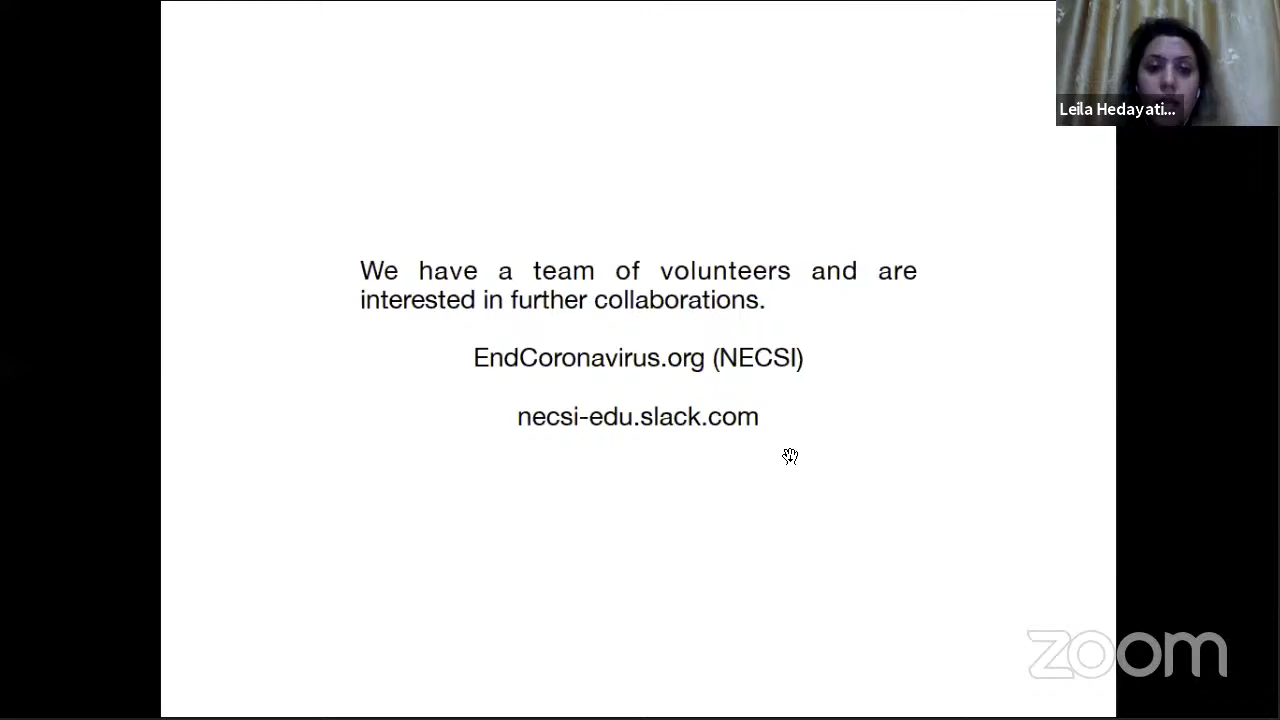 Leila Hedayati...
We have a team of volunteers and are
interested in further collaborations.
EndCoronavirus.org (NECSI)
necsi-edu.slack.com
zoom